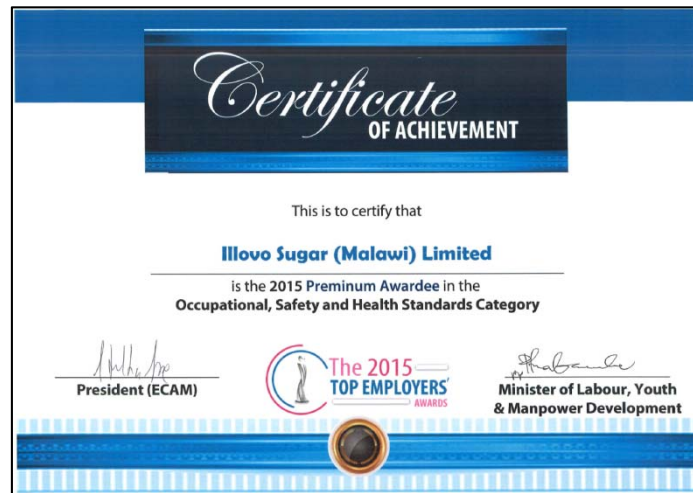 Certificate
OF ACHIEVEMENT
This is to certify that
Illovo Sugar (Malawi) Limited
is the 2015 Preminum Awardee in the
Occupational, Safety and Health Standards Category
President (ECAM)
The 2015
TOP EMPLOYERS'
AWARDS
Minister of Labour, Youth
& Manpower Development